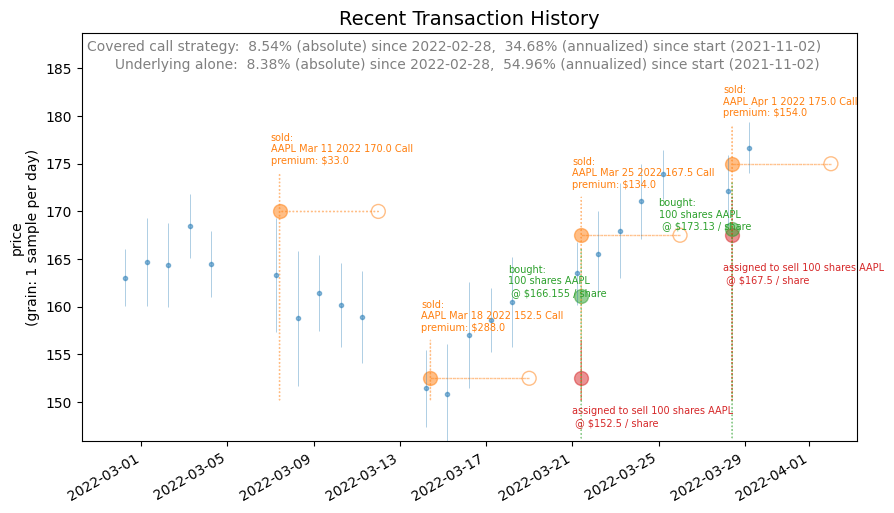 Recent Transaction History
Covered call strategy:  8.54% (absolute) since 2022-02-28,  34.68% (annualized) since start (2021-11-02)
Underlying alone:  8.38% (absolute) since 2022-02-28,  54.96% (annualized) since start (2021-11-02)
price
(grain: 1 sample per day)
185
180
175
170
165
160
155
150
sold:
AAPL Mar 11 2022 170.0 Call
premium: $33.0
sold:
AAPL Mar 18 2022 152.5 Call
premium: $288.0
bought:
100 shares AAPL
@ $166.155 / share
assigned to sell 100 shares AAPL
@ $152.5 / share
sold:
AAPL Mar 25 2022 167.5 Call
premium: $134.0
bought:
100 shares AAPL
@ $173.13 / share
assigned to sell 100 shares AAPL
@ $167.5 / share
sold:
AAPL Apr 1 2022 175.0 Call
premium: $154.0
2022-03-01
2022-03-05
2022-03-09
2022-03-13
2022-03-17
2022-03-21
2022-03-25
2022-03-29
2022-04-01